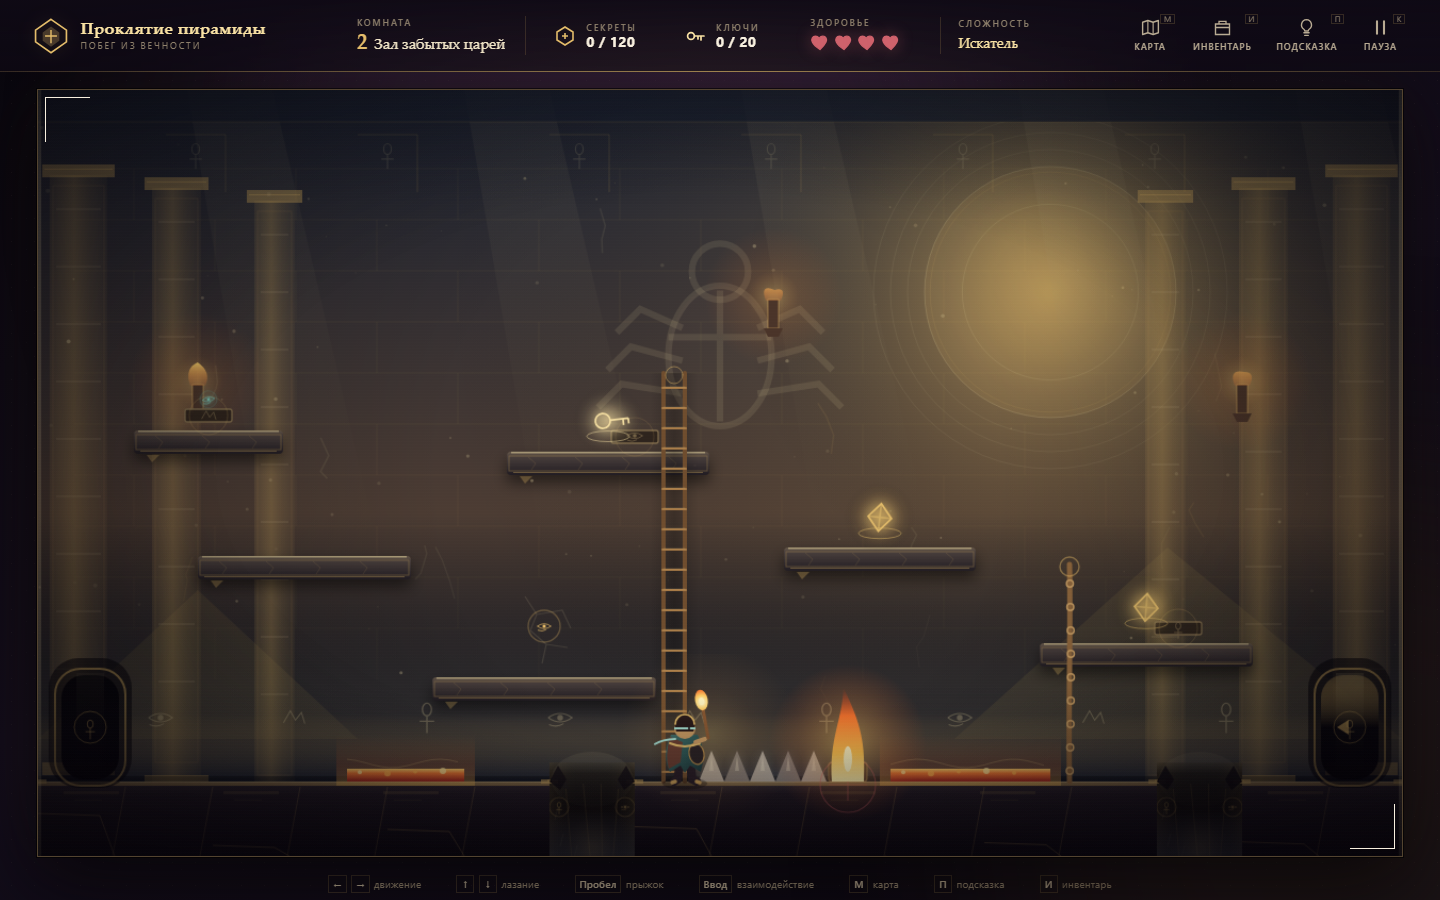 Проклятие пирамиды
ПОБЕГ ИЗ ВЕЧНОСТИ
КОМНАТА
2 Зал забытых царей
СЕКРЕТЫ
0 / 120
КЛЮЧИ
0 / 20
ЗДОРОВЬЕ
СЛОЖНОСТЬ
Искатель
М
КАРТА
И
ИНВЕНТАРЬ
П
ПОДСКАЗКА
К
ПАУЗА
← → движение
↑ ↓ лазание
Пробел прыжок
Ввод взаимодействие
М карта
П подсказка
И инвентарь